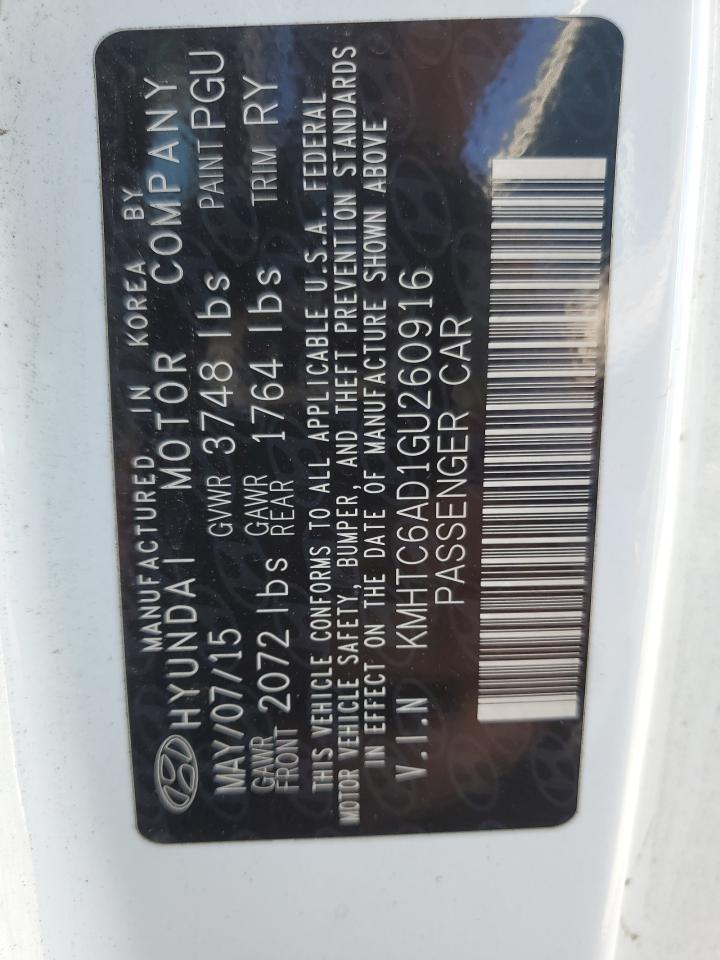 MANUFACTURED IN KOREA BY
HYUNDAI MOTOR COMPANY
MAY/07/15 GVWR 3748 lbs PAINT PGU
GAWR FRONT 2072 lbs GAWR REAR 1764 lbs TRIM RY
THIS VEHICLE CONFORMS TO ALL APPLICABLE U.S.A. FEDERAL
MOTOR VEHICLE SAFETY, BUMPER, AND THEFT PREVENTION STANDARDS
IN EFFECT ON THE DATE OF MANUFACTURE SHOWN ABOVE
V.I.N KMHTC6AD1GU260916
PASSENGER CAR